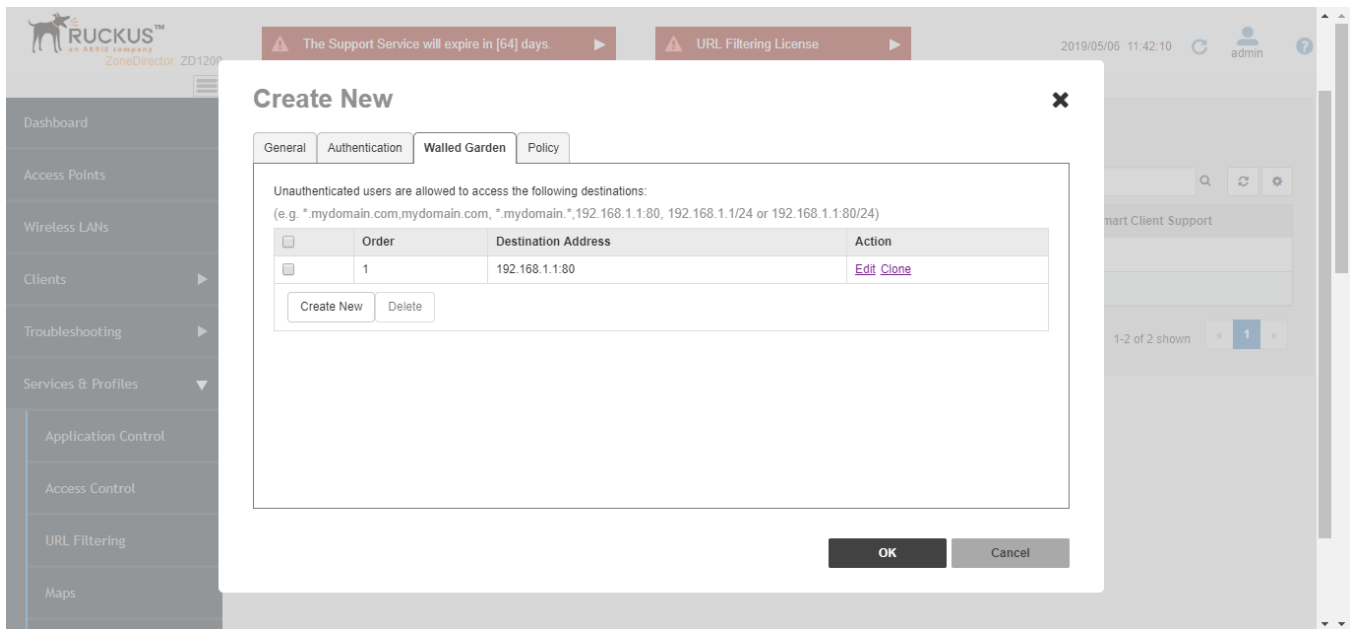 RUCKUS™
an ARRIS company
ZoneDirector ZD1200
The Support Service will expire in [64] days.
URL Filtering License
2019/05/06 11:42:10
admin
?
Create New
General Authentication Walled Garden Policy
Unauthenticated users are allowed to access the following destinations:
(e.g. *.mydomain.com,mydomain.com, *.mydomain.*,192.168.1.1:80, 192.168.1.1/24 or 192.168.1.1:80/24)
Order Destination Address Action
1 192.168.1.1:80 Edit Clone
Create New Delete
OK Cancel
Dashboard
Access Points
Wireless LANs
Clients
Troubleshooting
Services & Profiles
Application Control
Access Control
URL Filtering
Maps
mart Client Support
1-2 of 2 shown « 1 »